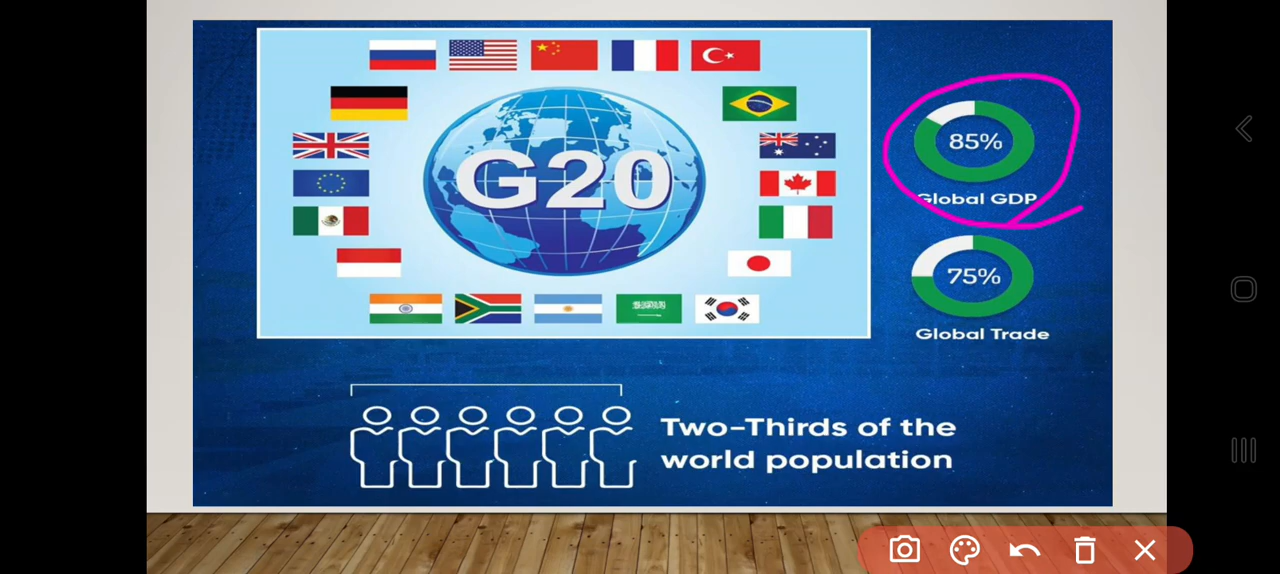 G20
85%
Global GDP
75%
Global Trade
Two-Thirds of the
world population